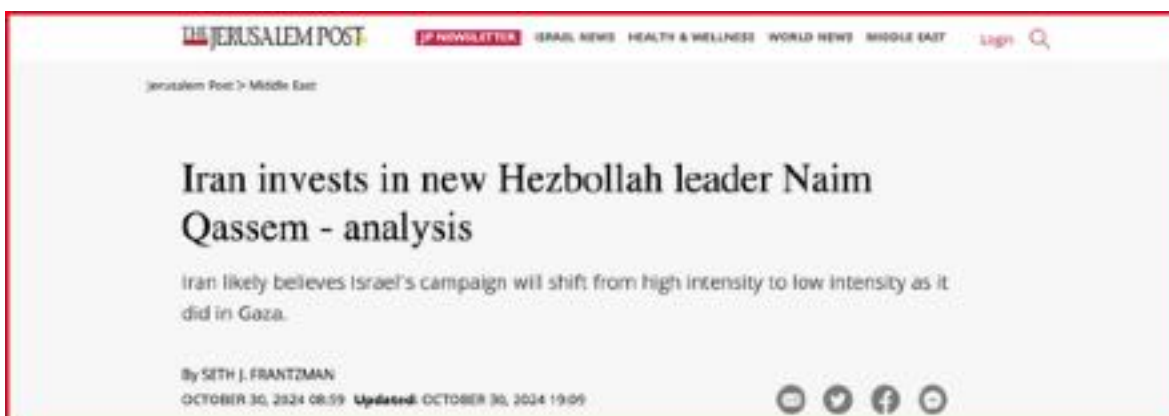 THE JERUSALEM POST JP NEWSLETTER ISRAEL NEWS HEALTH & WELLNESS WORLD NEWS MIDDLE EAST Login
Jerusalem Post > Middle East
Iran invests in new Hezbollah leader Naim
Qassem - analysis
Iran likely believes Israel's campaign will shift from high intensity to low intensity as it
did in Gaza.
By SETH J. FRANTZMAN
OCTOBER 30, 2024 08:59 Updated: OCTOBER 30, 2024 19:09